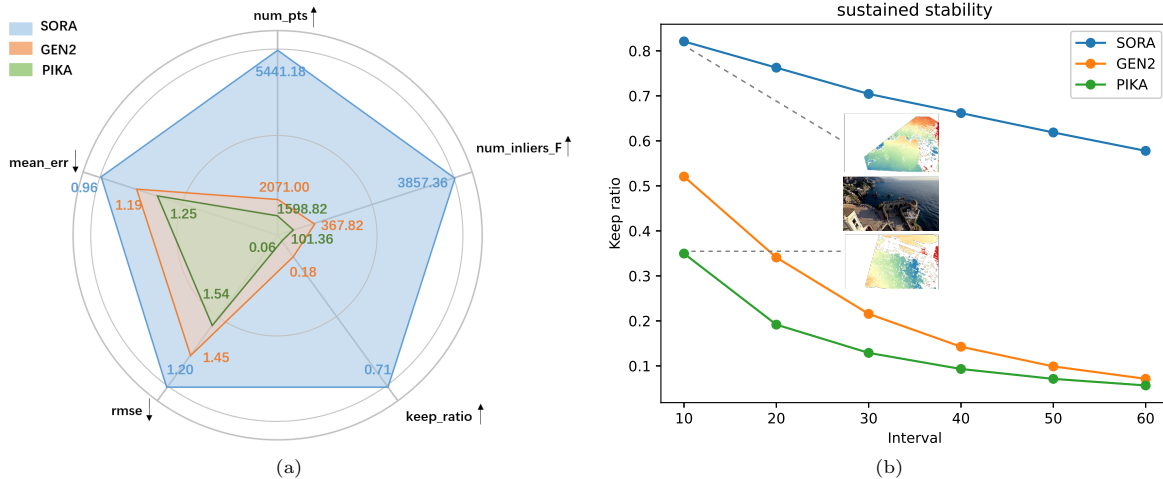 num_pts↑
SORA
GEN2
PIKA
5441.18
num_inliers_F↑
mean_err↓
3857.36
0.96
2071.00
1.19
1598.82
1.25
367.82
101.36
0.06
0.18
1.54
1.45
1.20
0.71
rmse↓
keep_ratio↑
(a)
sustained stability
SORA
GEN2
PIKA
0.8
0.7
0.6
0.5
0.4
0.3
0.2
0.1
Keep ratio
10 20 30 40 50 60
Interval
(b)